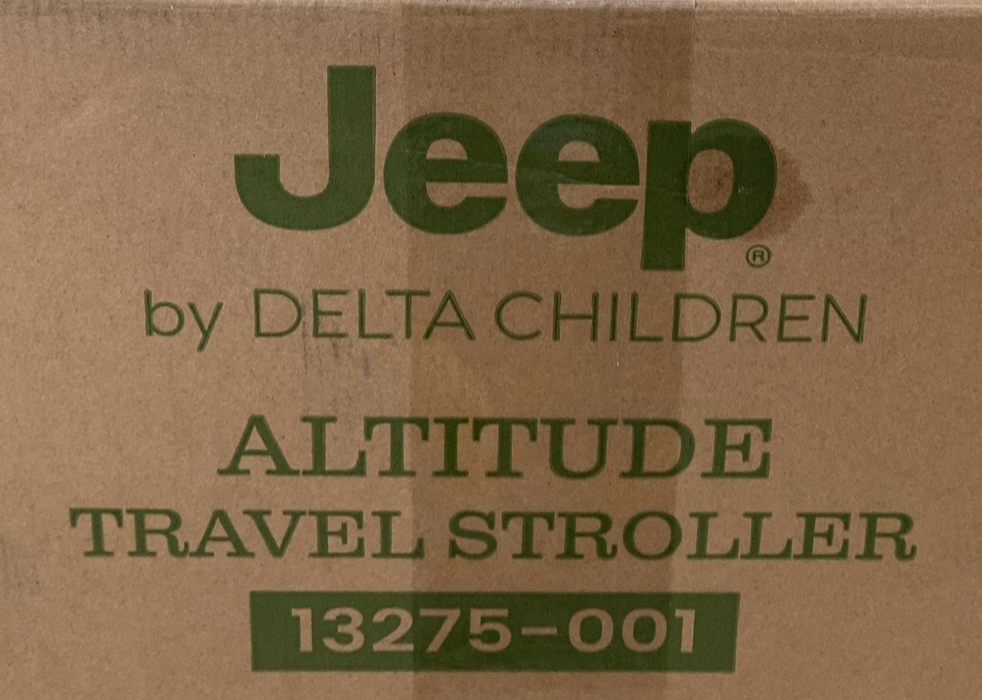 Jeep®
by DELTA CHILDREN
ALTITUDE
TRAVEL STROLLER
13275-001